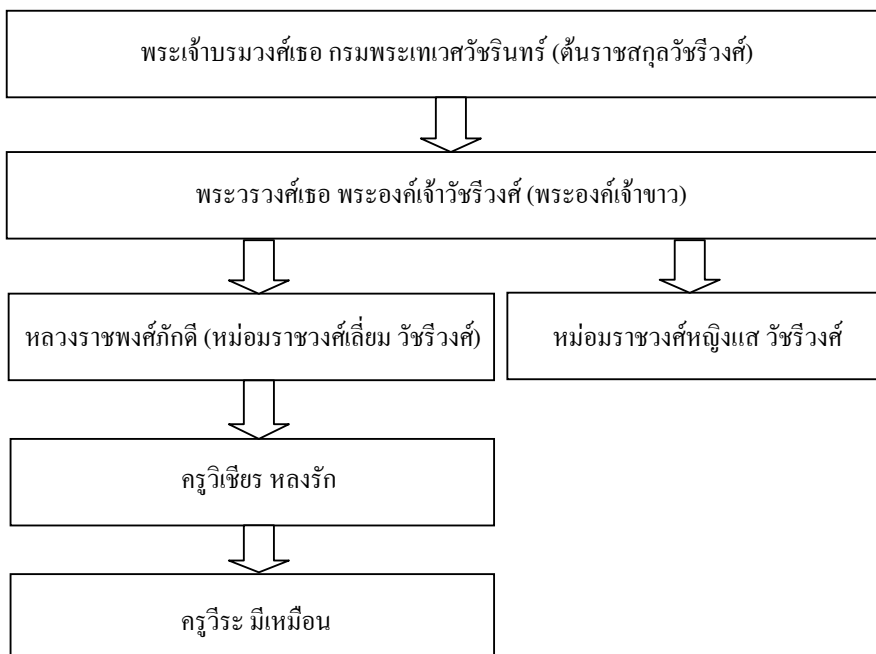 พระเจ้าบรมวงศ์เธอ กรมพระเทเวศวัชรินทร์ (ต้นราชสกุลวัชรีวงศ์)
พระวรวงศ์เธอ พระองค์เจ้าวัชรีวงศ์ (พระองค์เจ้าขาว)
หลวงราชพงศ์ภักดี (หม่อมราชวงศ์เลี่ยม วัชรีวงศ์)
หม่อมราชวงศ์หญิงแส วัชรีวงศ์
ครูวิเชียร หลงรัก
ครูวีระ มีเหมือน